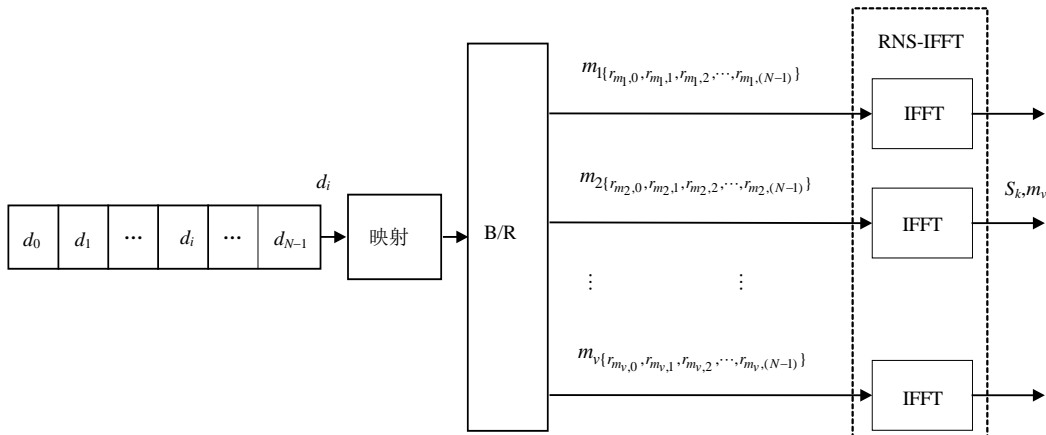 RNS-IFFT
m1{rm1,0,rm1,1,rm1,2,⋯,rm1,(N−1)}
IFFT
m2{rm2,0,rm2,1,rm2,2,⋯,rm2,(N−1)}
IFFT
Sk,mv
di
d0 d1 ⋯ di ⋯ dN−1
映射
B/R
⋮ ⋮
mv{rmv,0,rmv,1,rmv,2,⋯,rmv,(N−1)}
IFFT